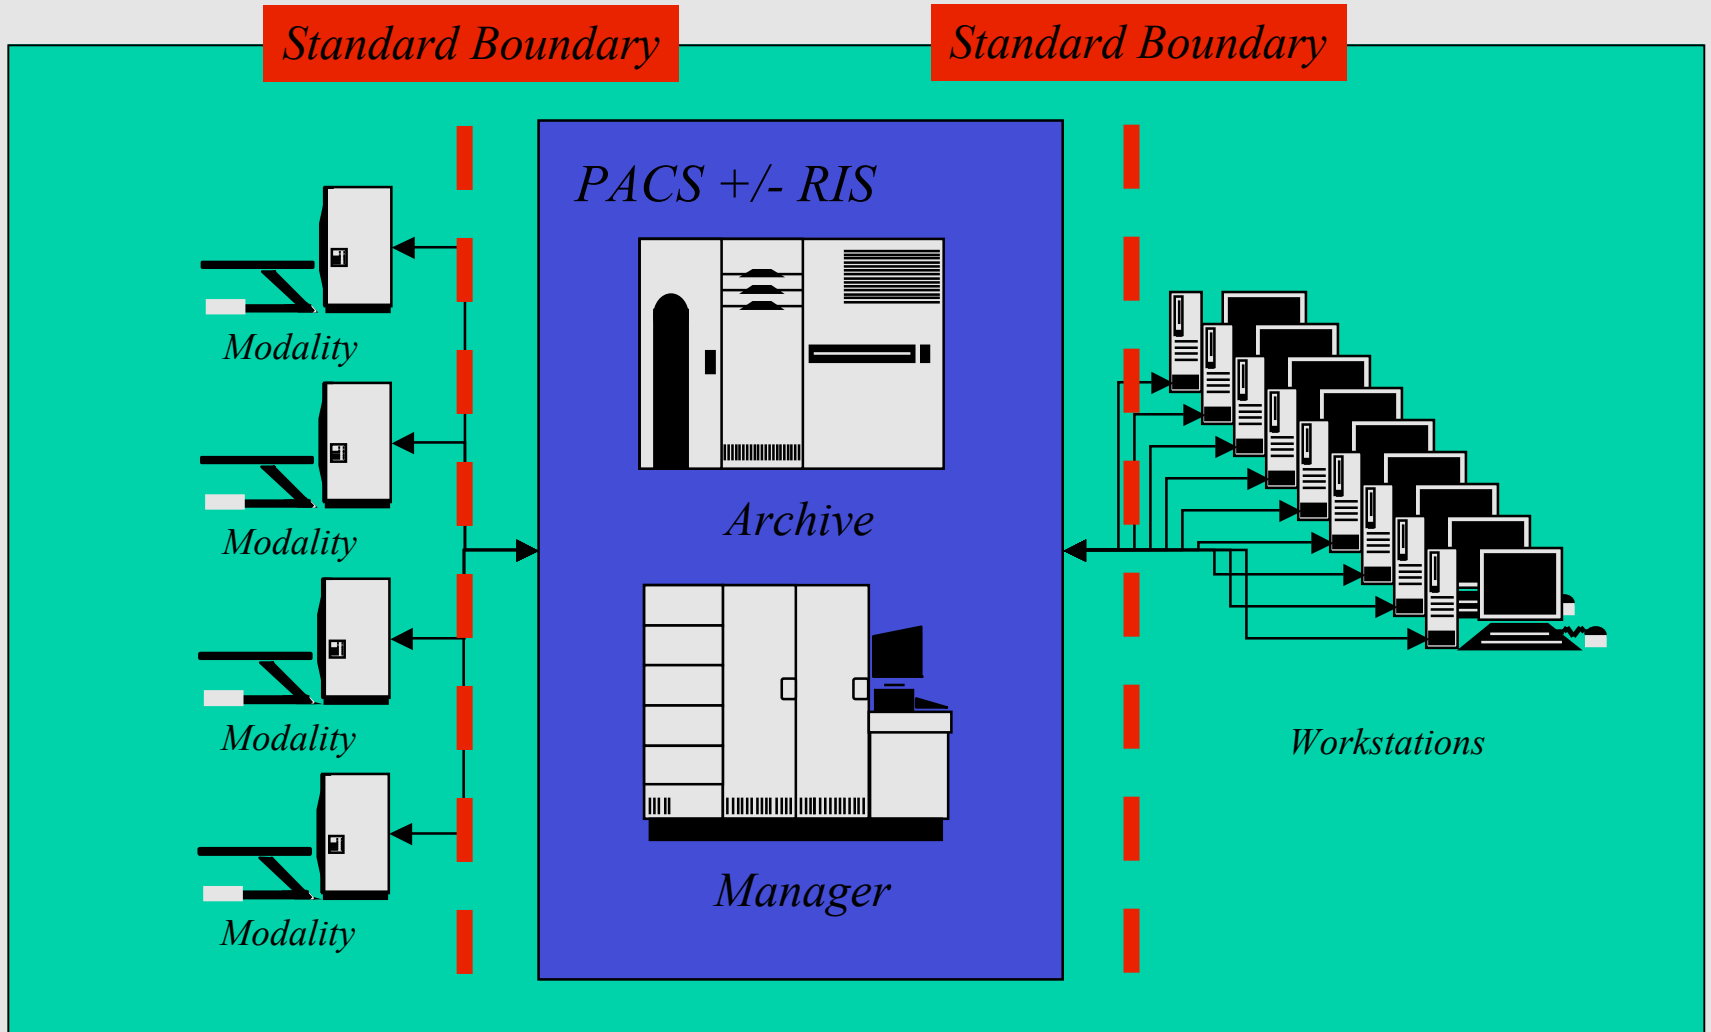 Standard Boundary
Standard Boundary
PACS +/- RIS
Modality
Archive
Modality
Modality
Workstations
Manager
Modality